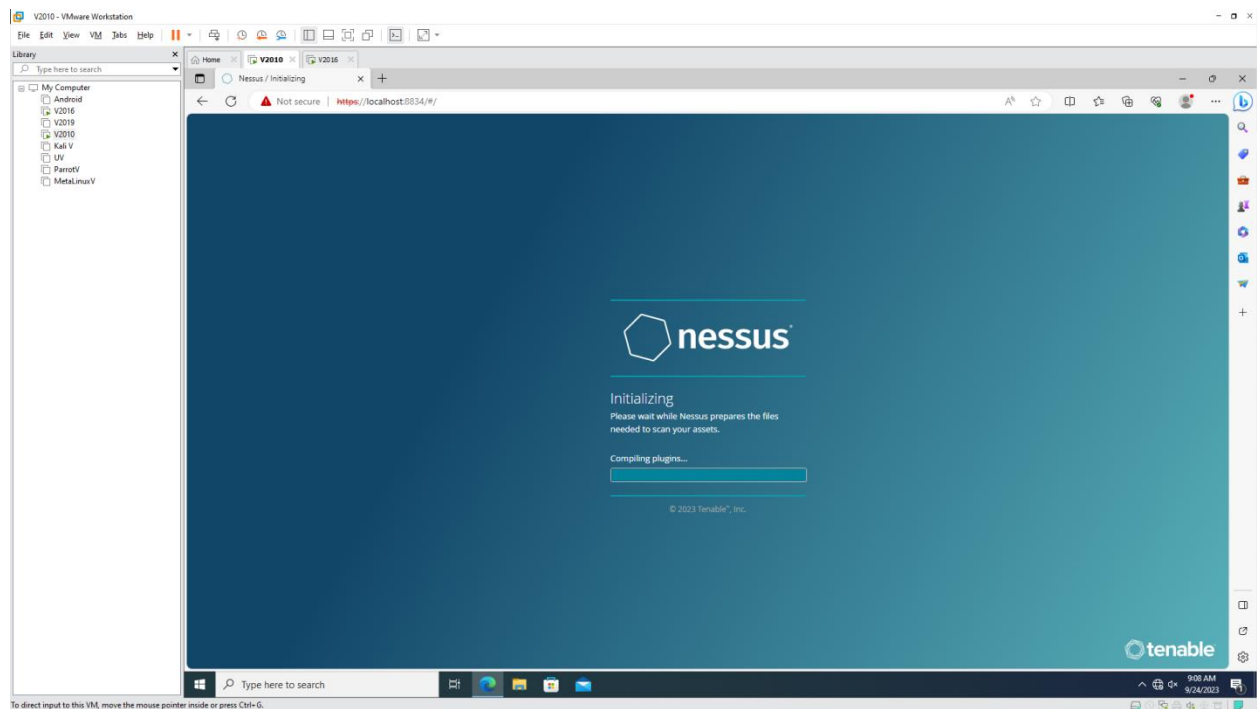 V2010 - VMware Workstation
File Edit View VM Tabs Help
Library
Home V2010 V2016
Type here to search
Nessus / Initializing
My Computer
Android
V2016
V2019
V2010
Kali V
UV
ParrotV
MetaLinuxV
Not secure https://localhost:8834/#/
nessus
Initializing
Please wait while Nessus prepares the files
needed to scan your assets.
Compiling plugins...
© 2023 Tenable™, Inc.
tenable
Type here to search
9:08 AM
9/24/2023
To direct input to this VM, move the mouse pointer inside or press Ctrl+G.